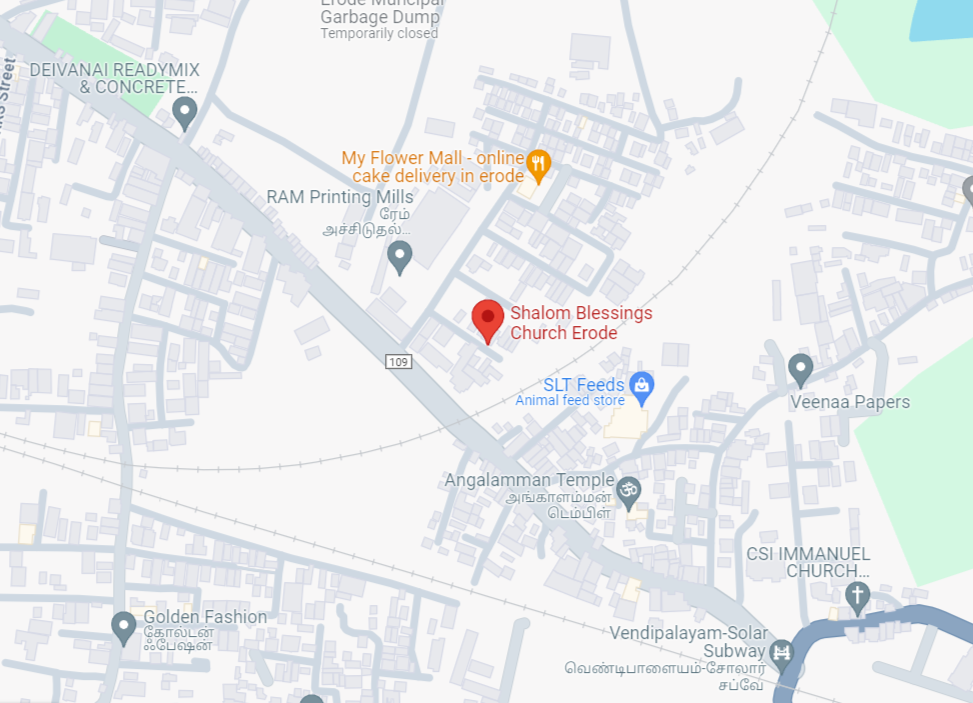 Erode Municipal
Garbage Dump
Temporarily closed
DEIVANAI READYMIX
& CONCRETE...
Street
My Flower Mall - online
cake delivery in erode
RAM Printing Mills
ரேம்
அச்சிடுதல்...
Shalom Blessings
Church Erode
109
SLT Feeds
Animal feed store
Veenaa Papers
Angalamman Temple
அங்காளம்மன்
டெம்பிள்
CSI IMMANUEL
CHURCH...
Golden Fashion
கோல்டன்
ஃபேஷன்
Vendipalayam-Solar
Subway
வெண்டிபாளையம்-சோலார்
சப்வே